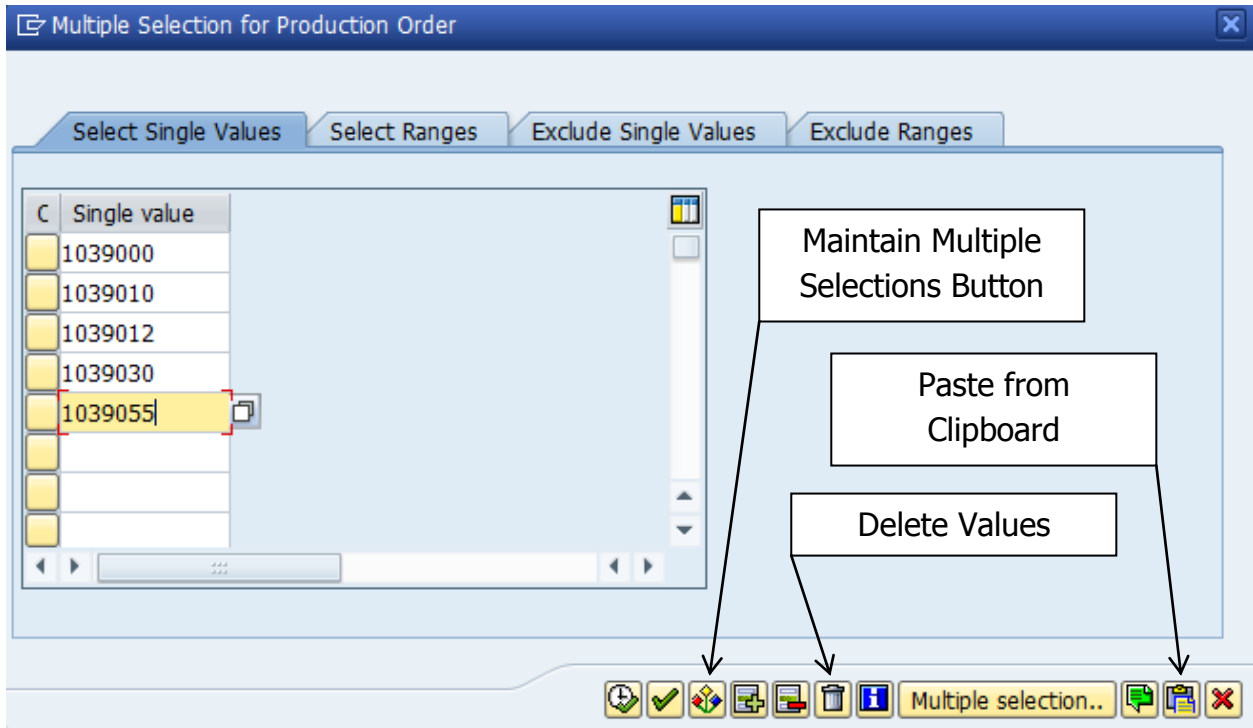 Multiple Selection for Production Order
Select Single Values
Select Ranges
Exclude Single Values
Exclude Ranges
C Single value
1039000
1039010
1039012
1039030
1039055
Maintain Multiple
Selections Button
Paste from
Clipboard
Delete Values
Multiple selection..